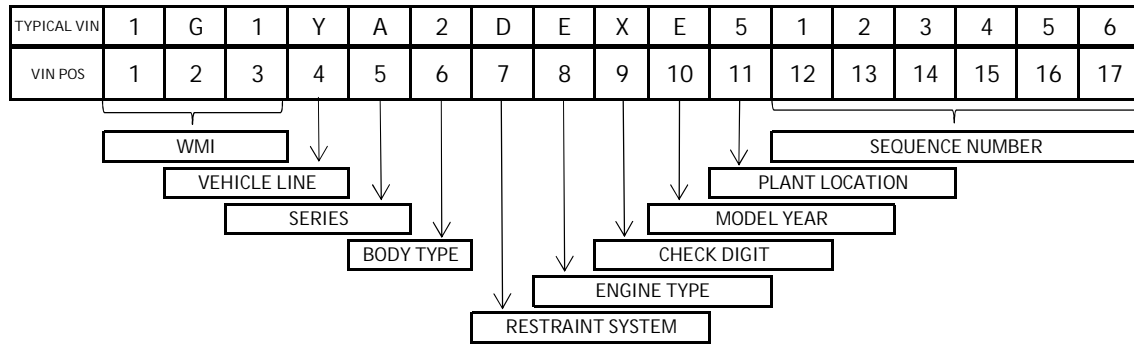 TYPICAL VIN 1 G 1 Y A 2 D E X E 5 1 2 3 4 5 6
VIN POS 1 2 3 4 5 6 7 8 9 10 11 12 13 14 15 16 17
WMI SEQUENCE NUMBER
VEHICLE LINE PLANT LOCATION
SERIES MODEL YEAR
BODY TYPE CHECK DIGIT
ENGINE TYPE
RESTRAINT SYSTEM